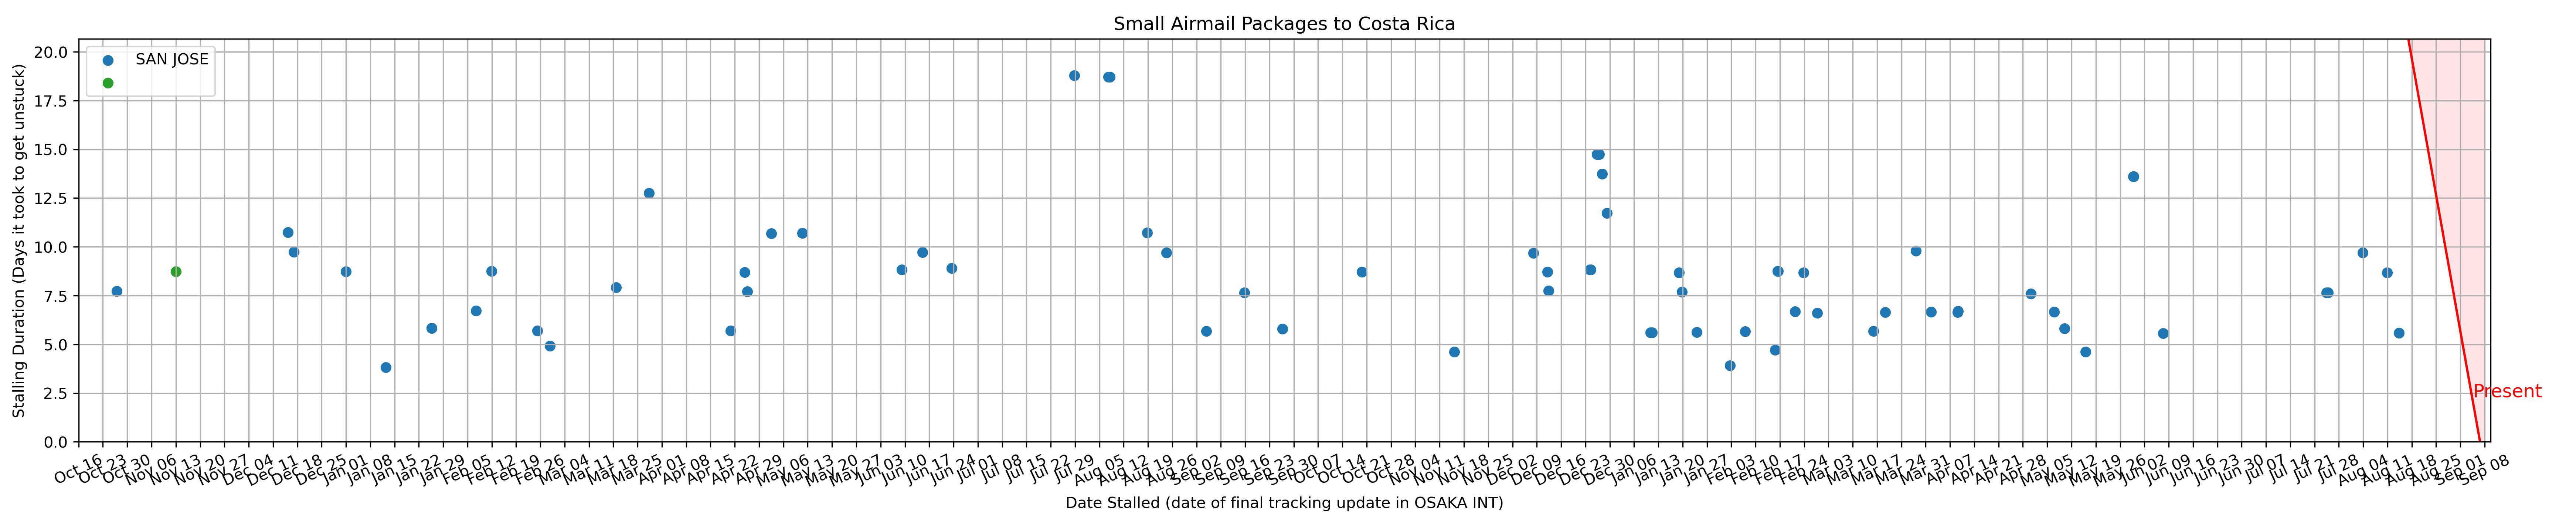 Small Airmail Packages to Costa Rica
SAN JOSE
Stalling Duration (Days it took to get unstuck)
20.0
17.5
15.0
12.5
10.0
7.5
5.0
2.5
0.0
Present
Oct 16 Oct 23 Oct 30 Nov 06 Nov 13 Nov 20 Nov 27 Dec 04 Dec 11 Dec 18 Dec 25 Jan 01 Jan 08 Jan 15 Jan 22 Jan 29 Feb 05 Feb 12 Feb 19 Feb 26 Mar 04 Mar 11 Mar 18 Mar 25 Apr 01 Apr 08 Apr 15 Apr 22 Apr 29 May 06 May 13 May 20 May 27 Jun 03 Jun 10 Jun 17 Jun 24 Jul 01 Jul 08 Jul 15 Jul 22 Jul 29 Aug 05 Aug 12 Aug 19 Aug 26 Sep 02 Sep 09 Sep 16 Sep 23 Sep 30 Oct 07 Oct 14 Oct 21 Oct 28 Nov 04 Nov 11 Nov 18 Nov 25 Dec 02 Dec 09 Dec 16 Dec 23 Dec 30 Jan 06 Jan 13 Jan 20 Jan 27 Feb 03 Feb 10 Feb 17 Feb 24 Mar 03 Mar 10 Mar 17 Mar 24 Mar 31 Apr 07 Apr 14 Apr 21 Apr 28 May 05 May 12 May 19 May 26 Jun 02 Jun 09 Jun 16 Jun 23 Jun 30 Jul 07 Jul 14 Jul 21 Jul 28 Aug 04 Aug 11 Aug 18 Aug 25 Sep 01 Sep 08
Date Stalled (date of final tracking update in OSAKA INT)